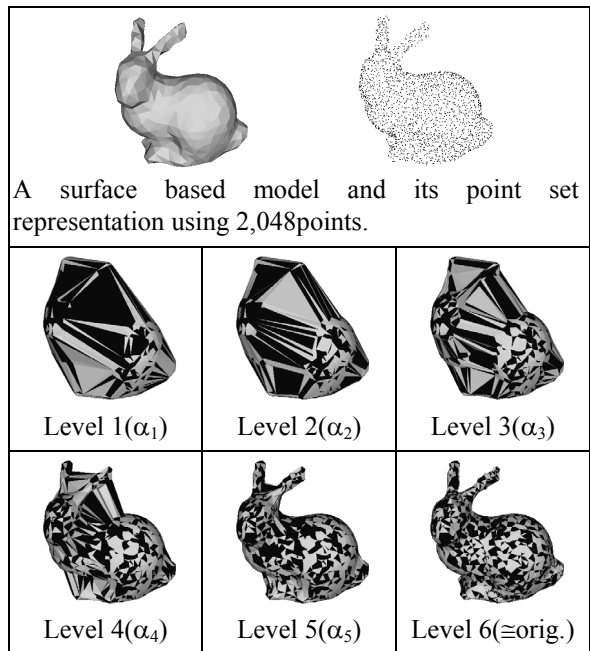 A surface based model and its point set
representation using 2,048points.
Level 1(α₁)
Level 2(α₂)
Level 3(α₃)
Level 4(α₄)
Level 5(α₅)
Level 6(≅orig.)